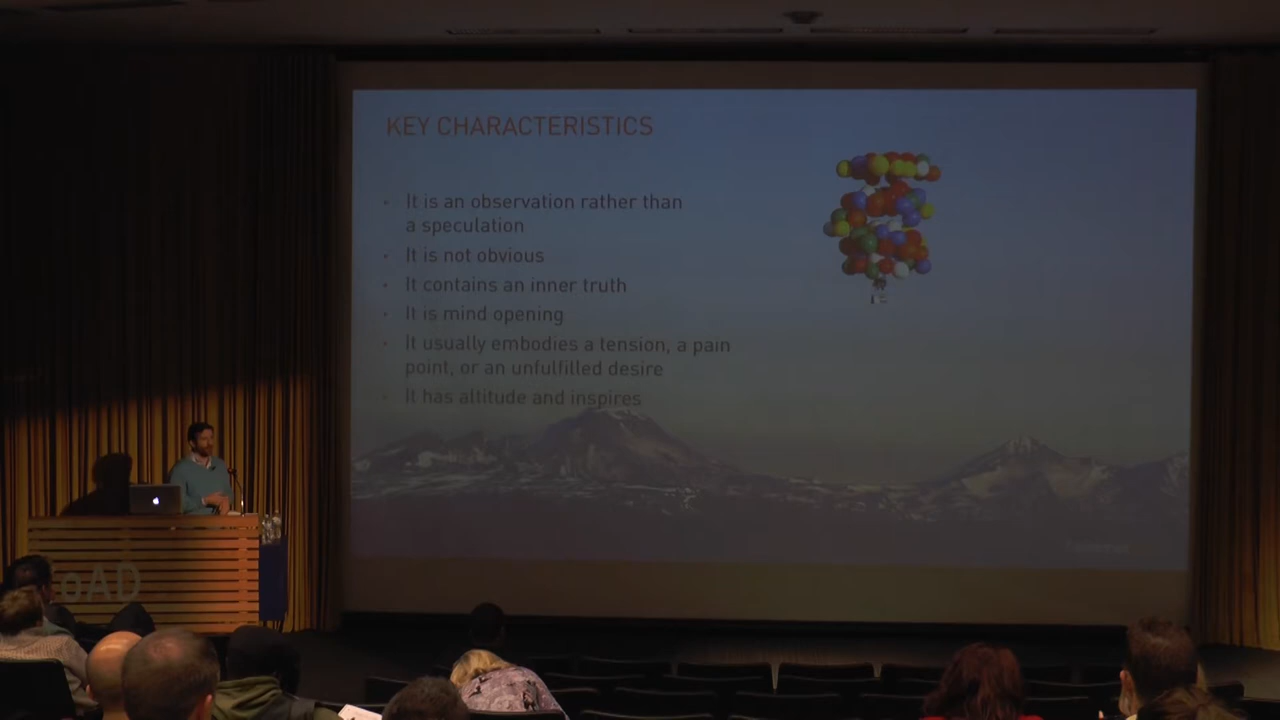 KEY CHARACTERISTICS
• It is an observation rather than
a speculation
• It is not obvious
• It contains an inner truth
• It is mind opening
• It usually embodies a tension, a pain
point, or an unfulfilled desire
• It has altitude and inspires
oAD